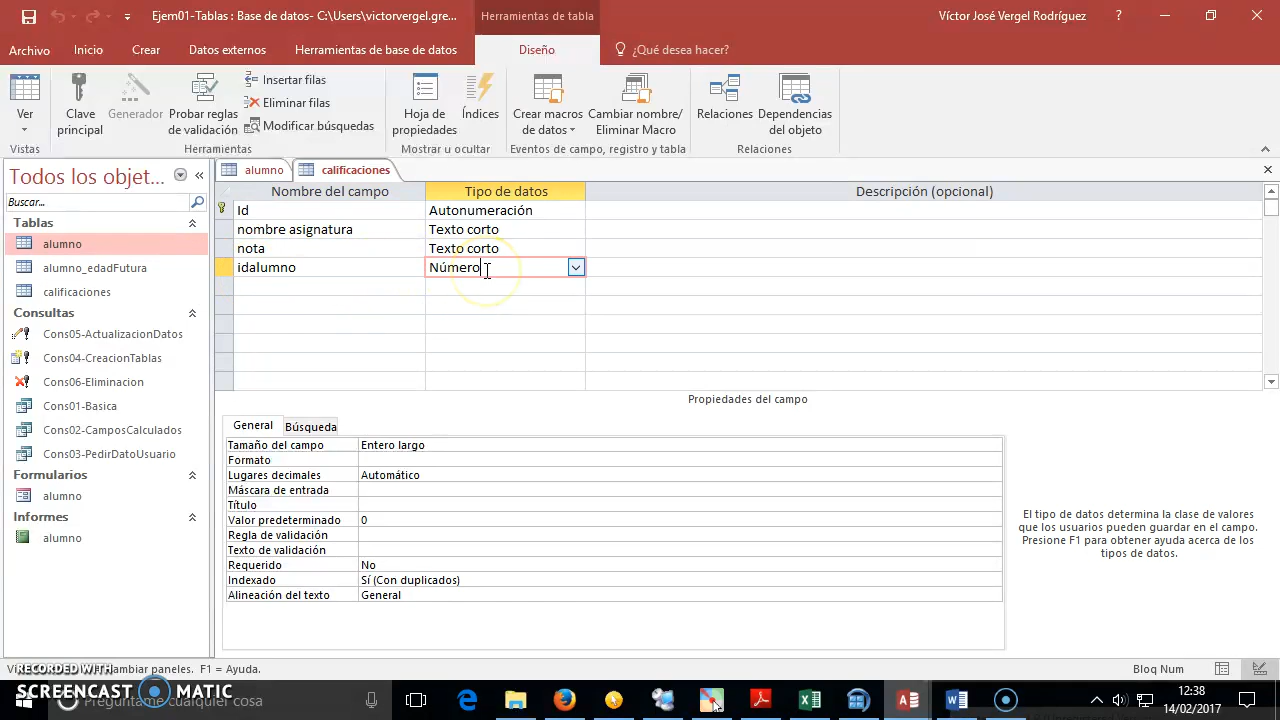 Ejem01-Tablas : Base de datos- C:\Users\victorvergel.gre...
Herramientas de tabla
Víctor José Vergel Rodríguez
?
Archivo
Inicio
Crear
Datos externos
Herramientas de base de datos
Diseño
¿Qué desea hacer?
Ver
Clave principal
Generador
Probar reglas de validación
Insertar filas
Eliminar filas
Modificar búsquedas
Hoja de propiedades
Índices
Crear macros de datos
Cambiar nombre/ Eliminar Macro
Relaciones
Dependencias del objeto
Vistas
Herramientas
Mostrar u ocultar
Eventos de campo, registro y tabla
Relaciones
Todos los objet...
Buscar...
Tablas
alumno
alumno_edadFutura
calificaciones
Consultas
Cons05-ActualizacionDatos
Cons04-CreacionTablas
Cons06-Eliminacion
Cons01-Basica
Cons02-CamposCalculados
Cons03-PedirDatoUsuario
Formularios
alumno
Informes
alumno
alumno
calificaciones
Nombre del campo
Tipo de datos
Descripción (opcional)
Id
Autonumeración
nombre asignatura
Texto corto
nota
Texto corto
idalumno
Número
Propiedades del campo
General
Búsqueda
Tamaño del campo
Entero largo
Formato
Lugares decimales
Automático
Máscara de entrada
Título
Valor predeterminado
0
Regla de validación
Texto de validación
Requerido
No
Indexado
Sí (Con duplicados)
Alineación del texto
General
El tipo de datos determina la clase de valores
que los usuarios pueden guardar en el campo.
Presione F1 para obtener ayuda acerca de los
tipos de datos.
cambiar paneles. F1 = Ayuda.
Bloq Num
RECORDED WITH
SCREENCAST MATIC
Pregúntame cualquier cosa
12:38
14/02/2017